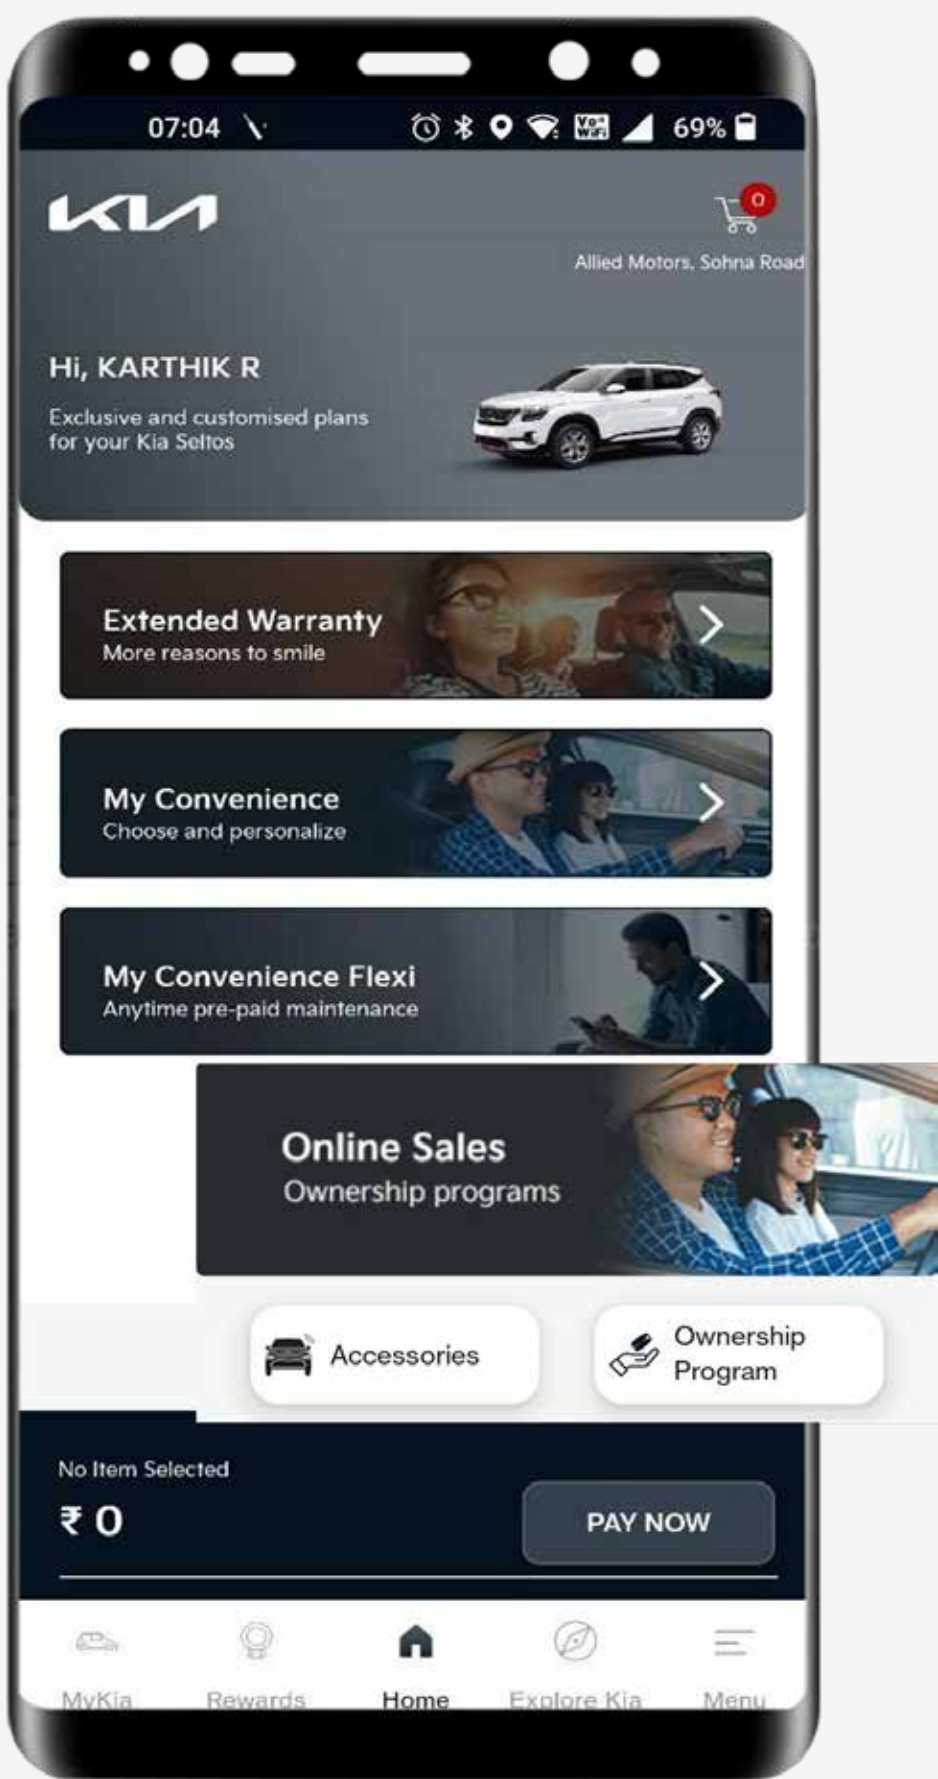 07:04
Vo
WiFi
69%
KIA
0
Allied Motors, Sohna Road
Hi, KARTHIK R
Exclusive and customised plans
for your Kia Seltos
Extended Warranty
More reasons to smile
My Convenience
Choose and personalize
My Convenience Flexi
Anytime pre-paid maintenance
Online Sales
Ownership programs
Accessories
Ownership
Program
No Item Selected
₹ 0
PAY NOW
MyKia
Rewards
Home
Explore Kia
Menu